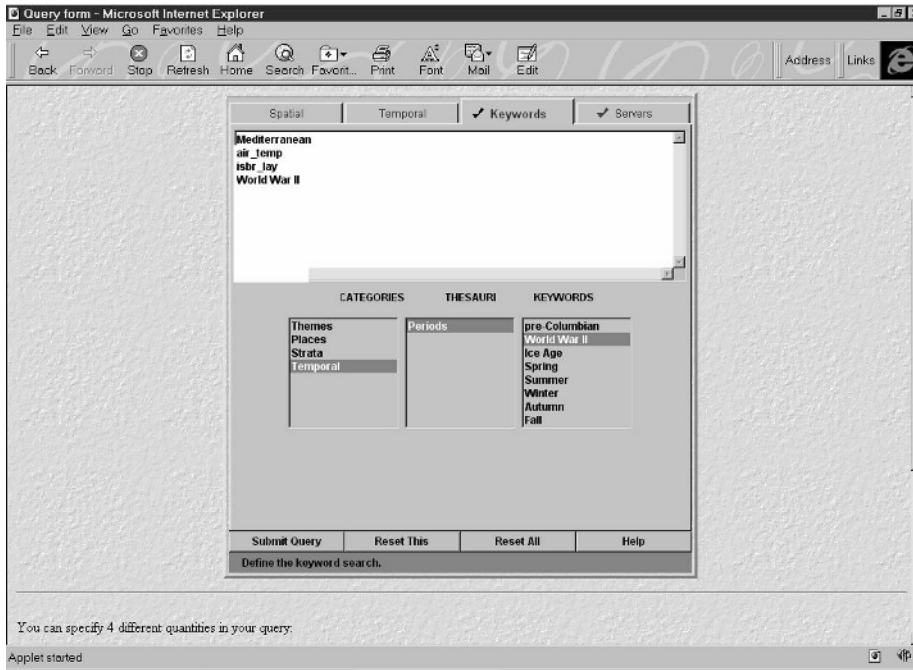 Query form - Microsoft Internet Explorer
File Edit View Go Favorites Help
Back Forward Stop Refresh Home Search Favorit... Print Font Mail Edit Address Links
Spatial Temporal Keywords Servers
Mediterranean
air_temp
isbr_lay
World War II
CATEGORIES THESAURI KEYWORDS
Themes Periods pre-Columbian
Places World War II
Strata Ice Age
Temporal Spring
Summer
Winter
Autumn
Fall
Submit Query Reset This Reset All Help
Define the keyword search.
You can specify 4 different quantities in your query:
Applet started